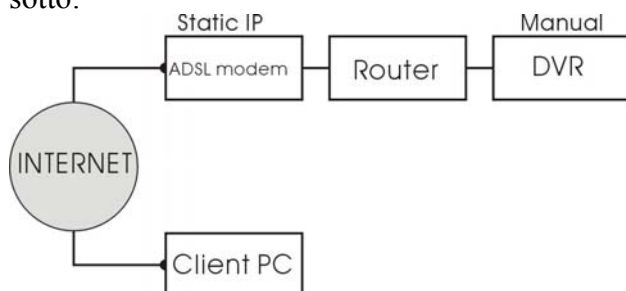 sotto:
Static IP
Manual
ADSL modem
Router
DVR
INTERNET
Client PC